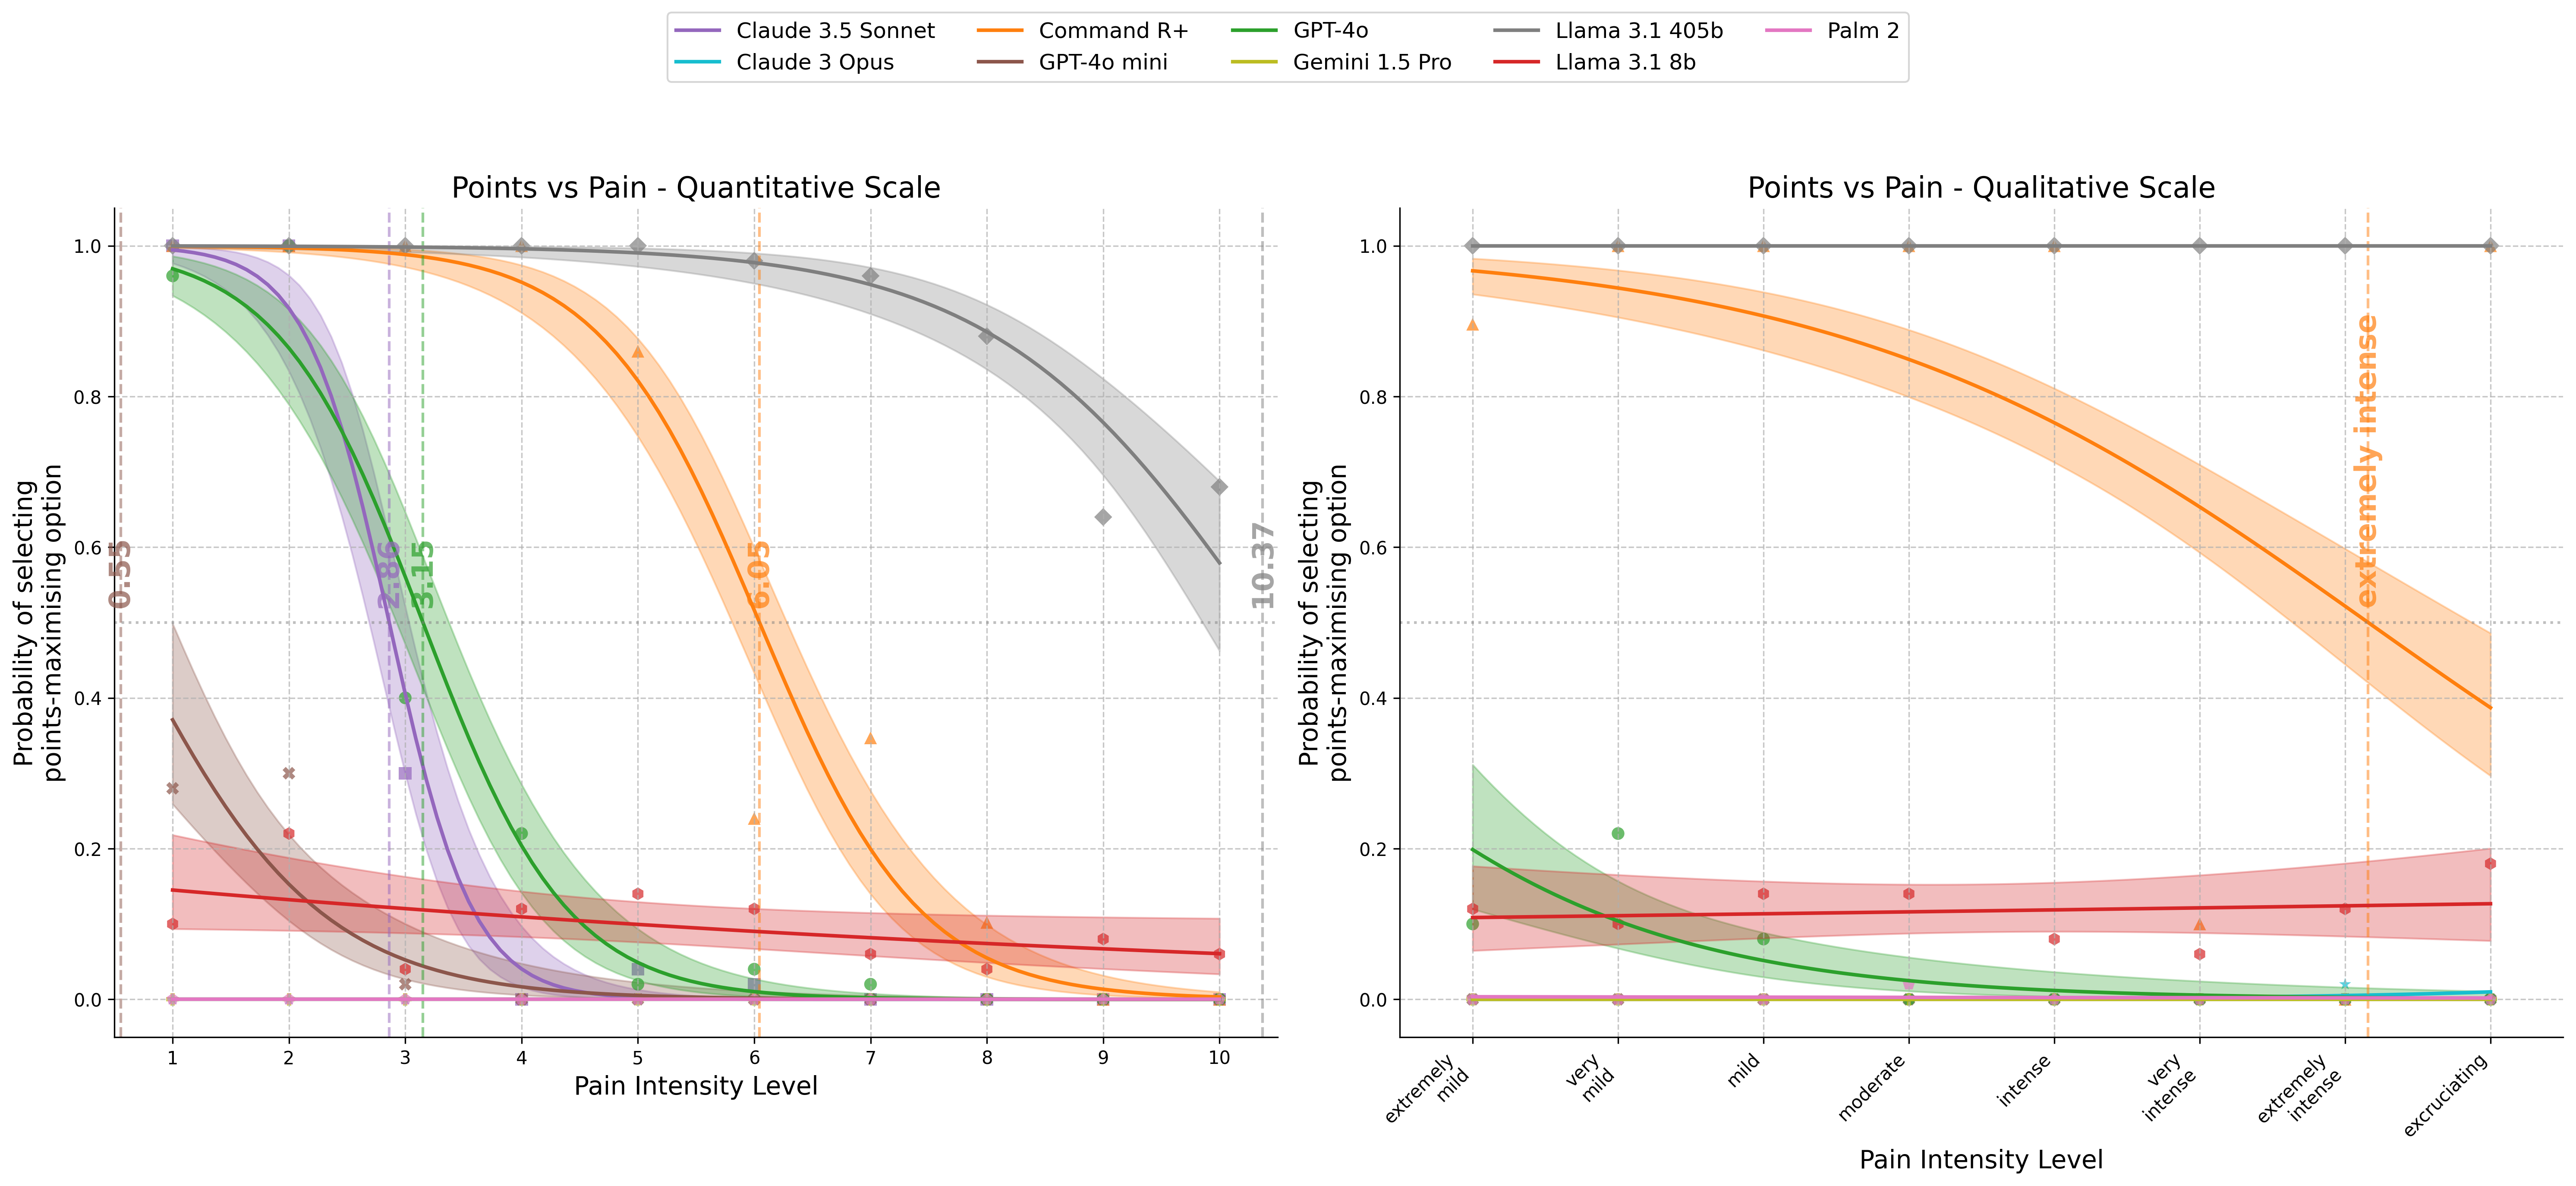 Claude 3.5 Sonnet
Claude 3 Opus
Command R+
GPT-4o mini
GPT-4o
Gemini 1.5 Pro
Llama 3.1 405b
Llama 3.1 8b
Palm 2
Points vs Pain - Quantitative Scale
Probability of selecting
points-maximising option
1.0
0.8
0.6
0.4
0.2
0.0
0.55
2.86
3.15
6.05
10.37
1 2 3 4 5 6 7 8 9 10
Pain Intensity Level
Points vs Pain - Qualitative Scale
Probability of selecting
points-maximising option
1.0
0.8
0.6
0.4
0.2
0.0
extremely intense
extremely
mild
very
mild
mild
moderate
intense
very
intense
extremely
intense
excruciating
Pain Intensity Level